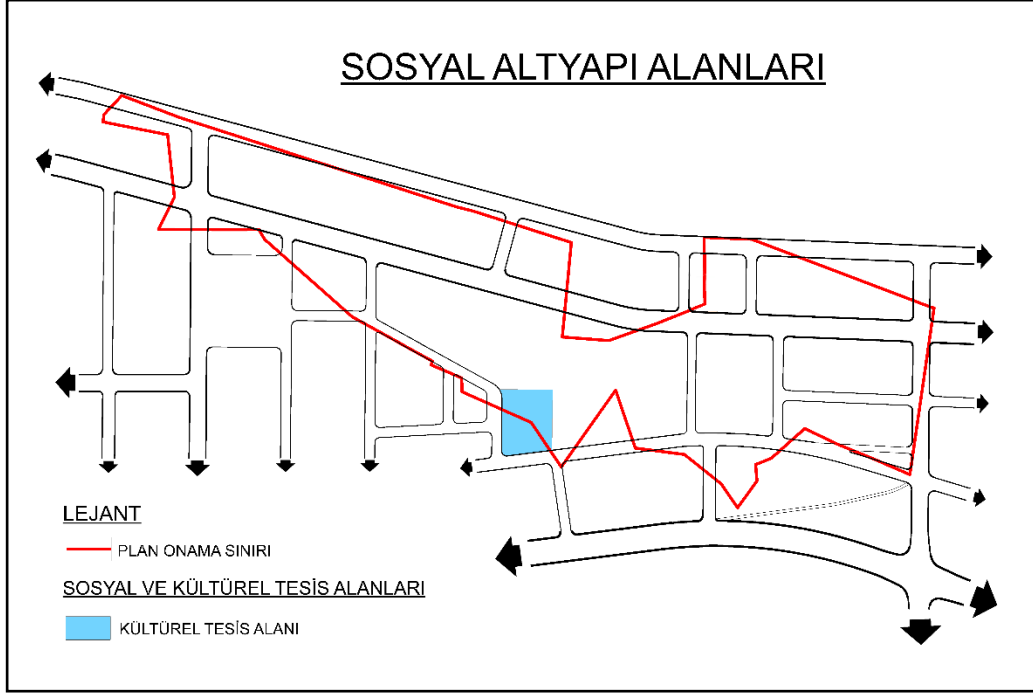 SOSYAL ALTYAPI ALANLARI
LEJANT
PLAN ONAMA SINIRI
SOSYAL VE KÜLTÜREL TESİS ALANLARI
KÜLTÜREL TESİS ALANI